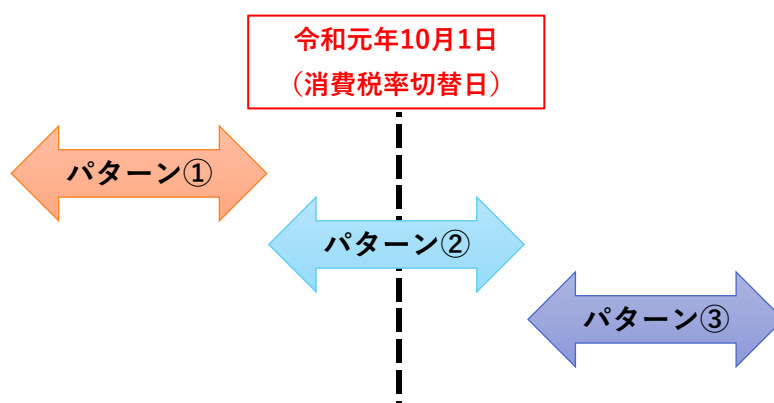 令和元年10月1日
（消費税率切替日）
パターン①
パターン②
パターン③